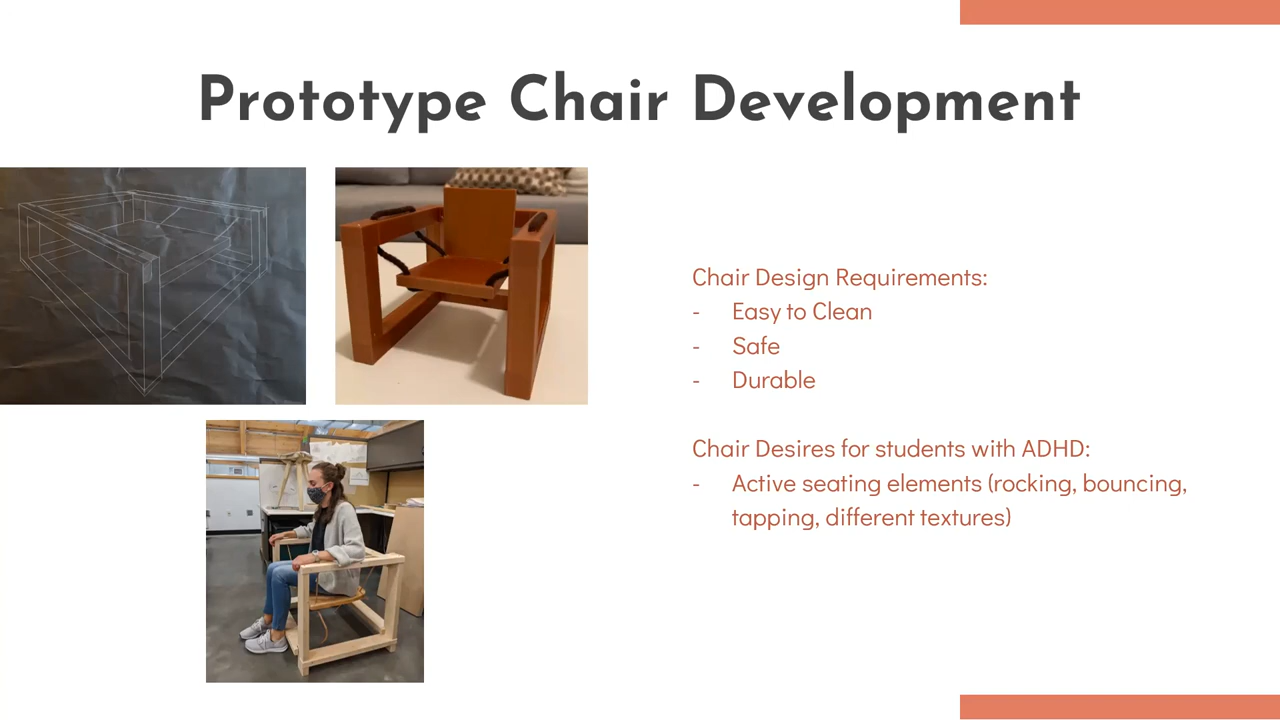 Prototype Chair Development
Chair Design Requirements:
- Easy to Clean
- Safe
- Durable
Chair Desires for students with ADHD:
- Active seating elements (rocking, bouncing,
tapping, different textures)